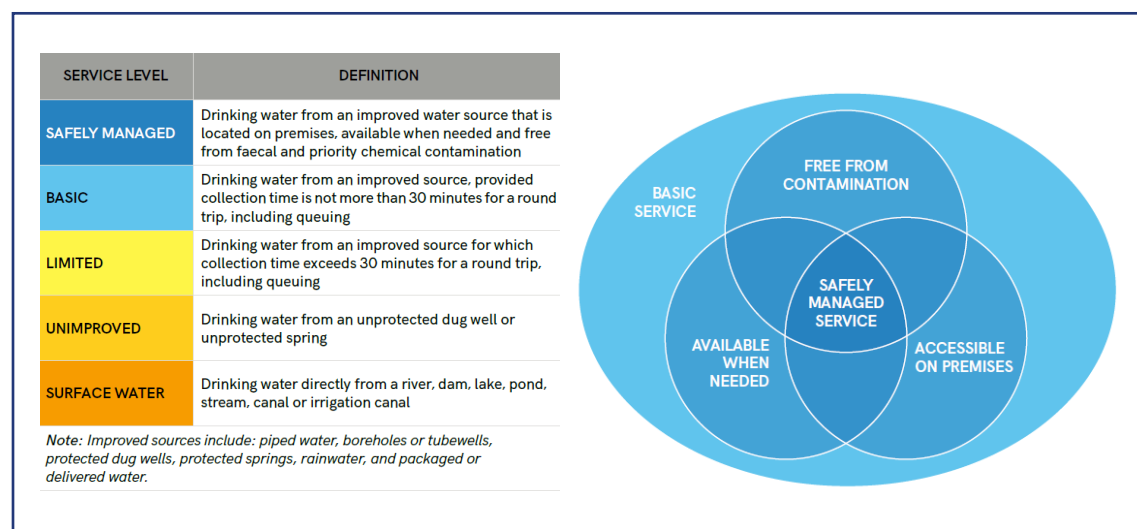 SERVICE LEVEL
DEFINITION
SAFELY MANAGED
Drinking water from an improved water source that is
located on premises, available when needed and free
from faecal and priority chemical contamination
BASIC
Drinking water from an improved source, provided
collection time is not more than 30 minutes for a round
trip, including queuing
LIMITED
Drinking water from an improved source for which
collection time exceeds 30 minutes for a round trip,
including queuing
UNIMPROVED
Drinking water from an unprotected dug well or
unprotected spring
SURFACE WATER
Drinking water directly from a river, dam, lake, pond,
stream, canal or irrigation canal
Note: Improved sources include: piped water, boreholes or tubewells,
protected dug wells, protected springs, rainwater, and packaged or
delivered water.
BASIC
SERVICE
FREE FROM
CONTAMINATION
SAFELY
MANAGED
SERVICE
AVAILABLE
WHEN
NEEDED
ACCESSIBLE
ON PREMISES